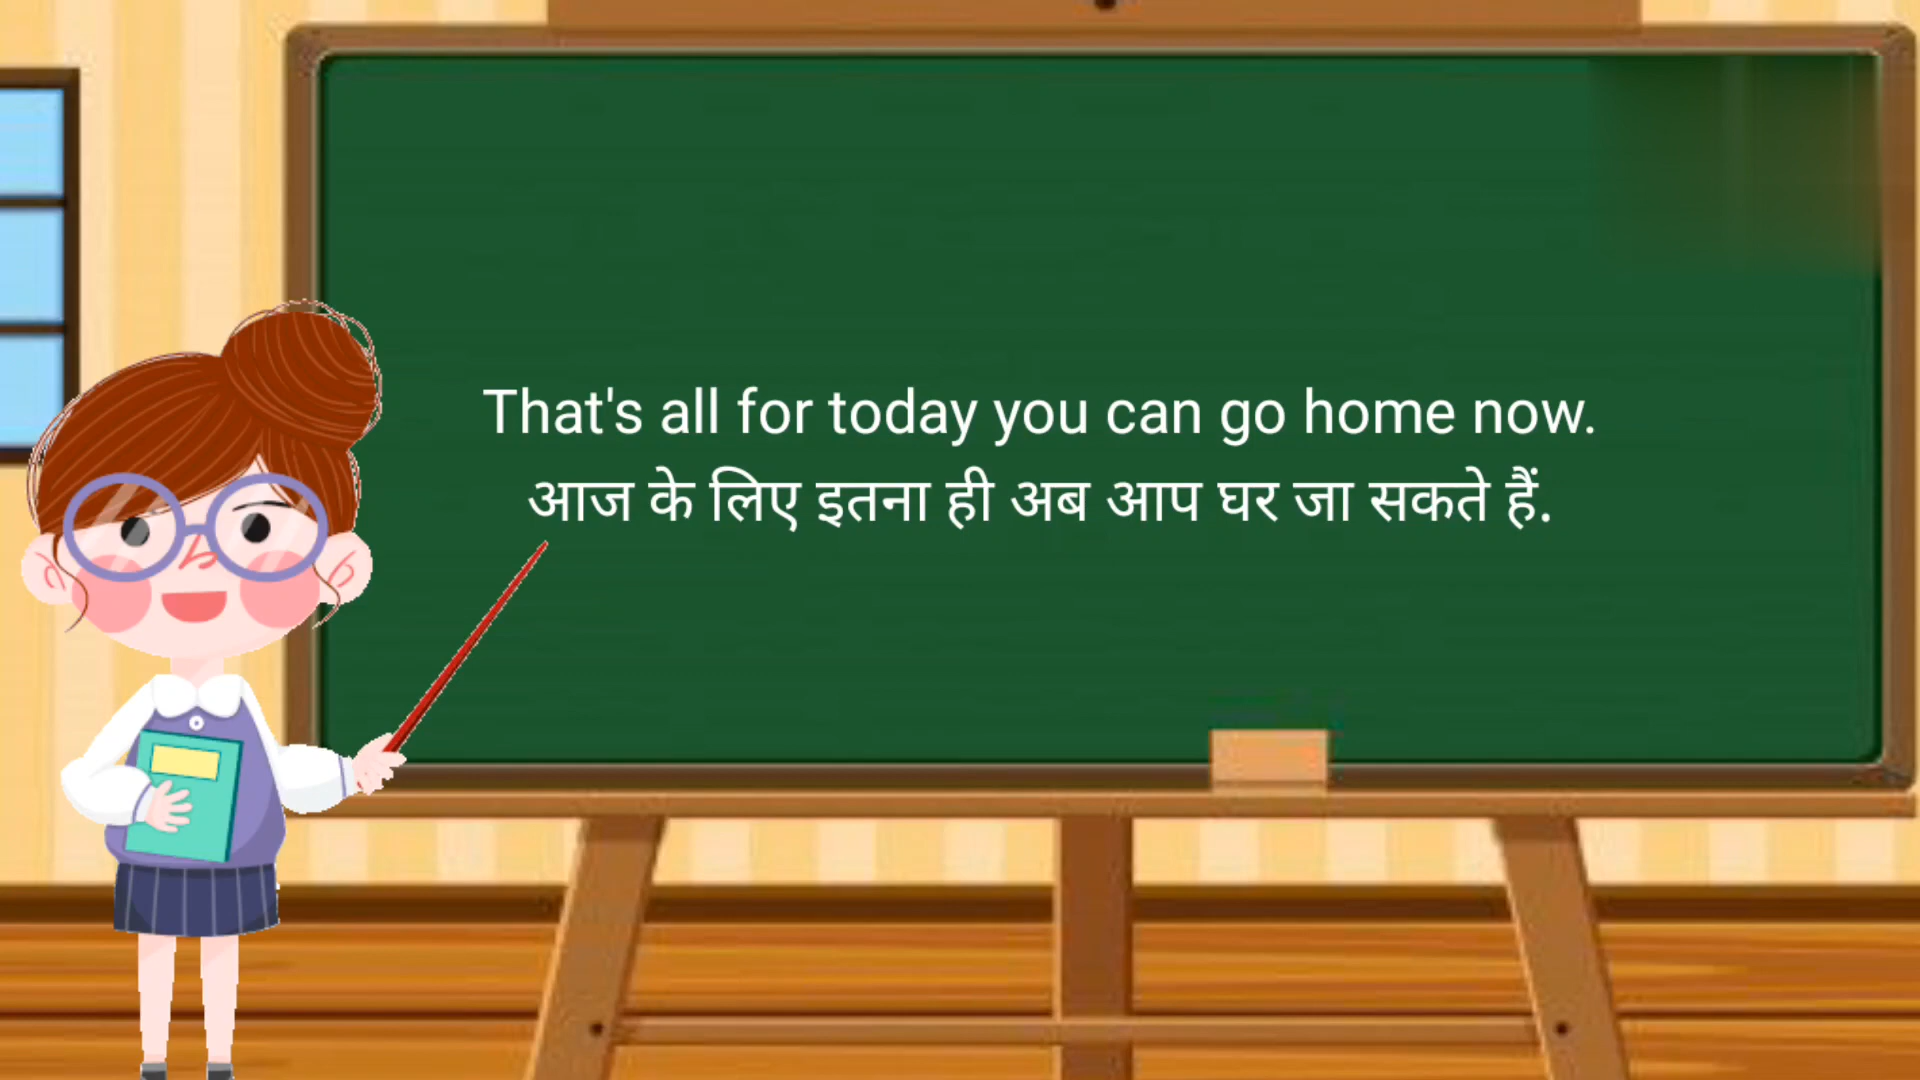 That's all for today you can go home now.
आज के लिए इतना ही अब आप घर जा सकते हैं.